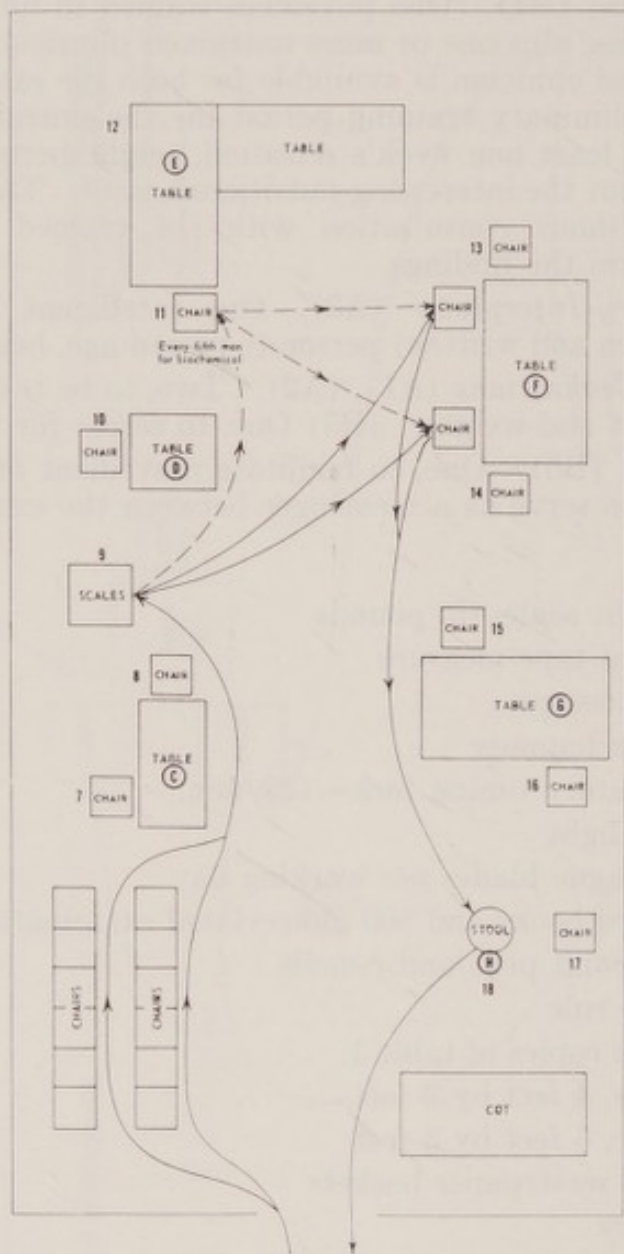 12
E
TABLE
TABLE
13
CHAIR
11
CHAIR
CHAIR
Every fifth man
for biochemical
TABLE
F
10
CHAIR
TABLE
D
CHAIR
14
CHAIR
9
SCALES
CHAIR
15
8
CHAIR
TABLE
G
TABLE
C
7
CHAIR
16
CHAIR
CHAIRS
CHAIRS
STOOL
H
18
CHAIR
17
COT